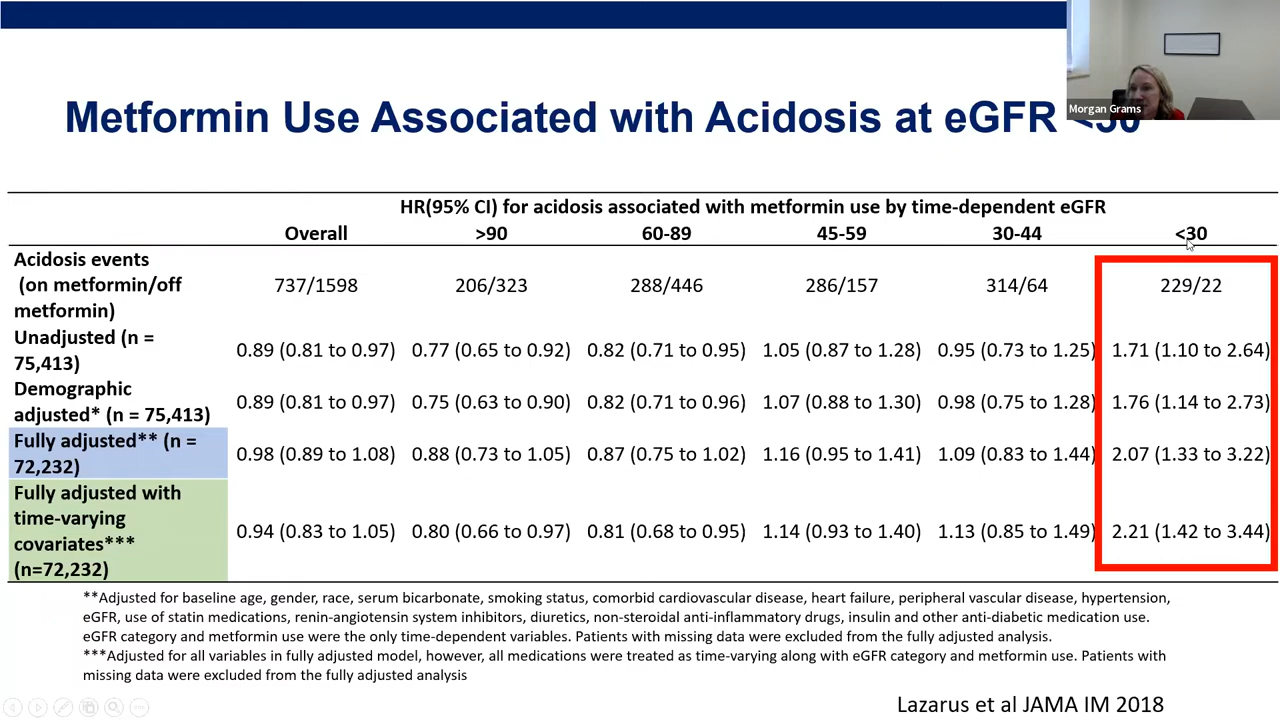 Morgan Grams
Metformin Use Associated with Acidosis at eGFR <30
HR(95% CI) for acidosis associated with metformin use by time-dependent eGFR
Overall >90 60-89 45-59 30-44 <30
Acidosis events
(on metformin/off
metformin)
737/1598 206/323 288/446 286/157 314/64 229/22
Unadjusted (n =
75,413)
0.89 (0.81 to 0.97) 0.77 (0.65 to 0.92) 0.82 (0.71 to 0.95) 1.05 (0.87 to 1.28) 0.95 (0.73 to 1.25) 1.71 (1.10 to 2.64)
Demographic
adjusted* (n = 75,413)
0.89 (0.81 to 0.97) 0.75 (0.63 to 0.90) 0.82 (0.71 to 0.96) 1.07 (0.88 to 1.30) 0.98 (0.75 to 1.28) 1.76 (1.14 to 2.73)
Fully adjusted** (n =
72,232)
0.98 (0.89 to 1.08) 0.88 (0.73 to 1.05) 0.87 (0.75 to 1.02) 1.16 (0.95 to 1.41) 1.09 (0.83 to 1.44) 2.07 (1.33 to 3.22)
Fully adjusted with
time-varying
covariates***
(n=72,232)
0.94 (0.83 to 1.05) 0.80 (0.66 to 0.97) 0.81 (0.68 to 0.95) 1.14 (0.93 to 1.40) 1.13 (0.85 to 1.49) 2.21 (1.42 to 3.44)
**Adjusted for baseline age, gender, race, serum bicarbonate, smoking status, comorbid cardiovascular disease, heart failure, peripheral vascular disease, hypertension,
eGFR, use of statin medications, renin-angiotensin system inhibitors, diuretics, non-steroidal anti-inflammatory drugs, insulin and other anti-diabetic medication use.
eGFR category and metformin use were the only time-dependent variables. Patients with missing data were excluded from the fully adjusted analysis.
***Adjusted for all variables in fully adjusted model, however, all medications were treated as time-varying along with eGFR category and metformin use. Patients with
missing data were excluded from the fully adjusted analysis
Lazarus et al JAMA IM 2018